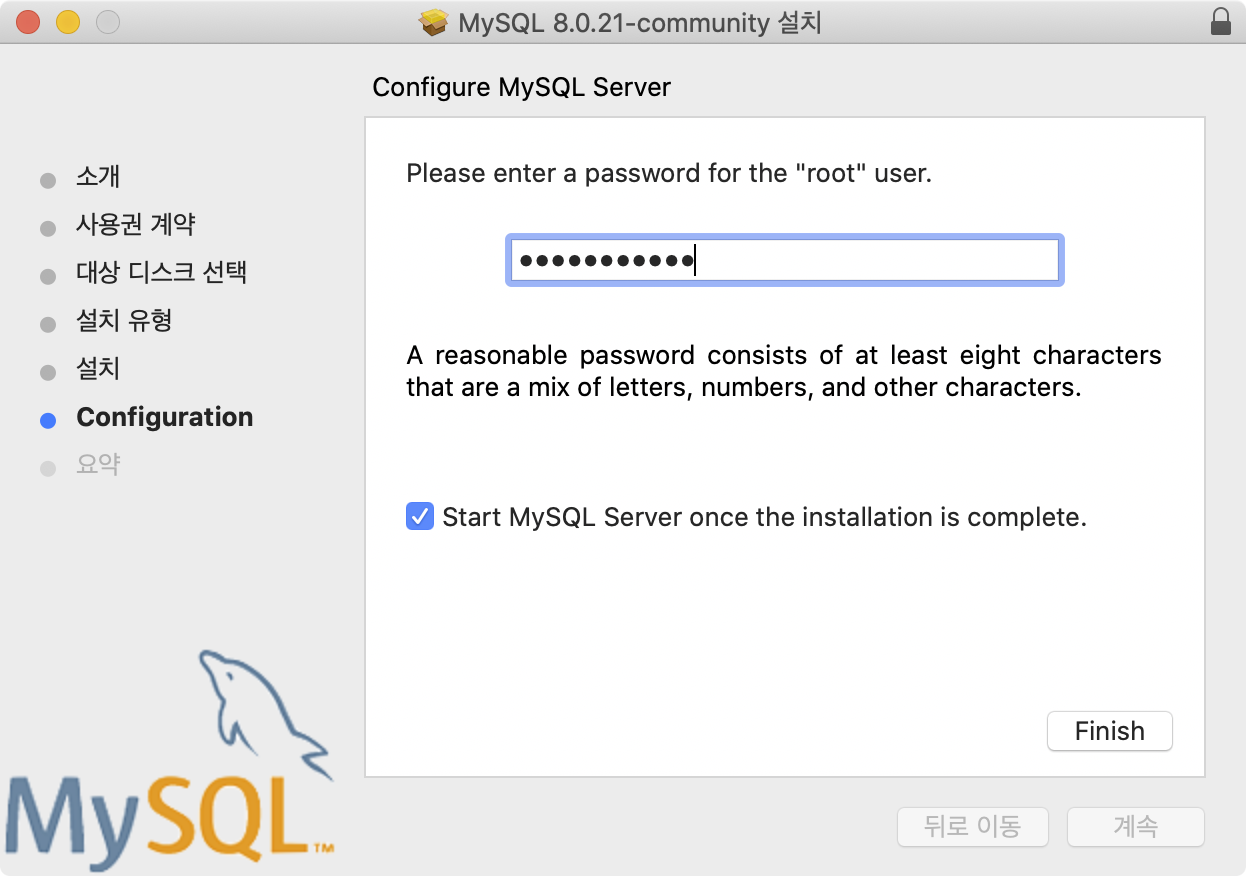 MySQL 8.0.21-community 설치
Configure MySQL Server
소개
사용권 계약
대상 디스크 선택
설치 유형
설치
Configuration
요약
Please enter a password for the "root" user.
●●●●●●●●●●●
A reasonable password consists of at least eight characters
that are a mix of letters, numbers, and other characters.
Start MySQL Server once the installation is complete.
Finish
MySQL™
뒤로 이동
계속